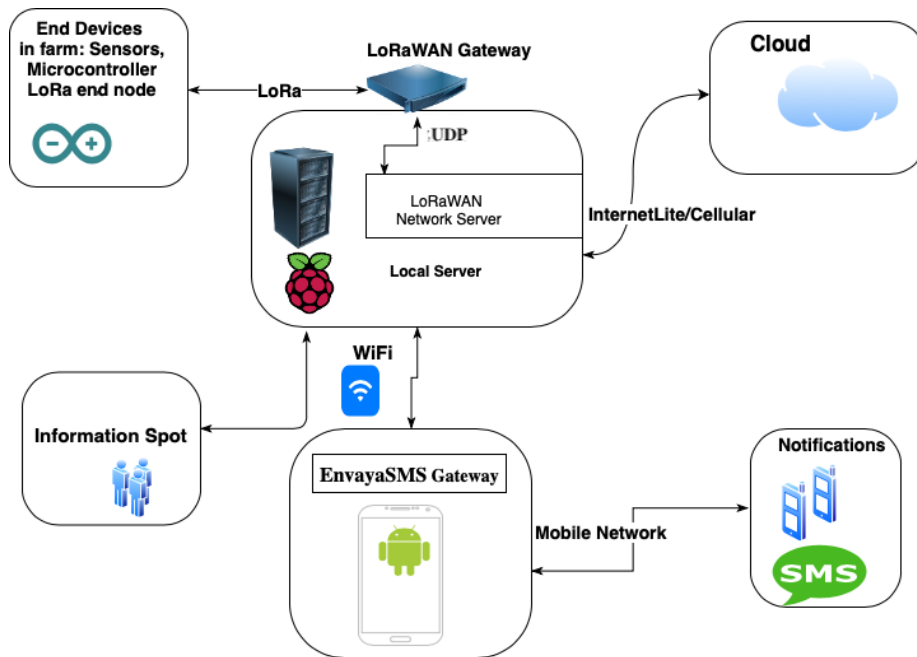 End Devices
in farm: Sensors,
Microcontroller
LoRa end node
LoRa
LoRaWAN Gateway
Cloud
:UDP
LoRaWAN
Network Server
InternetLite/Cellular
Local Server
WiFi
Information Spot
EnvayaSMS Gateway
Mobile Network
Notifications
SMS